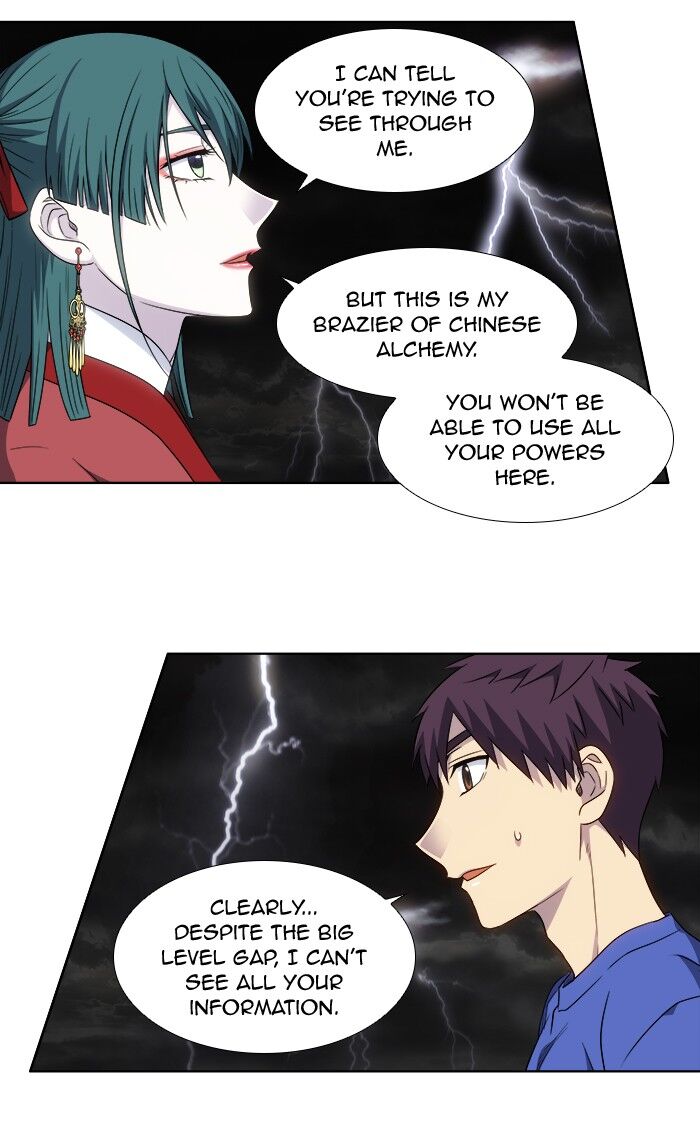 I CAN TELL
YOU'RE TRYING TO
SEE THROUGH
ME.
BUT THIS IS MY
BRAZIER OF CHINESE
ALCHEMY.
YOU WON'T BE
ABLE TO USE ALL
YOUR POWERS
HERE.
CLEARLY...
DESPITE THE BIG
LEVEL GAP, I CAN'T
SEE ALL YOUR
INFORMATION.